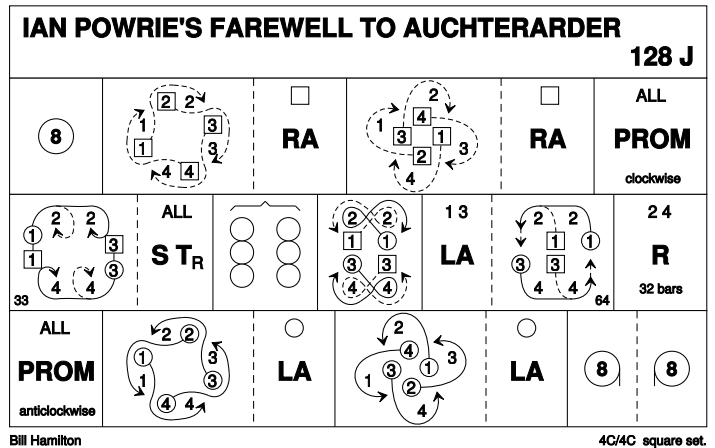 IAN POWRIE'S FAREWELL TO AUCHTERARDER
128 J
8
2 2
1 3
1 3
4 4
RA
2
1 4
3 1
2 3
4
RA
ALL
PROM
clockwise
2 2
1 3
1 3
4 4
33
ALL
S TR
2 2
1 1
3 3
4 4
1 3
LA
2 2
1 1
3 3
4 4
64
2 4
R
32 bars
ALL
PROM
anticlockwise
2 2
1 3
1 3
4 4
LA
2
4
3 1 3
1 2
4
LA
8
8
Bill Hamilton
4C/4C square set.